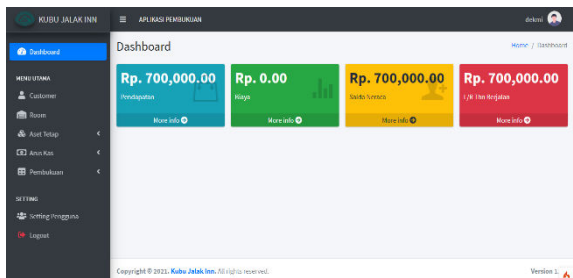 KUBU JALAK INN
APLIKASI PEMBUKUAN
dekmi
Dashboard
MENU UTAMA
Customer
Room
Aset Tetap
Arus Kas
Pembukuan
SETTING
Setting Pengguna
Logout
Dashboard
Home / Dashboard
Rp. 700,000.00
Pendapatan
More info
Rp. 0.00
Biaya
More info
Rp. 700,000.00
Saldo Neraca
More info
Rp. 700,000.00
L/R Thn Berjalan
More info
Copyright © 2021. Kubu Jalak Inn. All rights reserved.
Version 1.